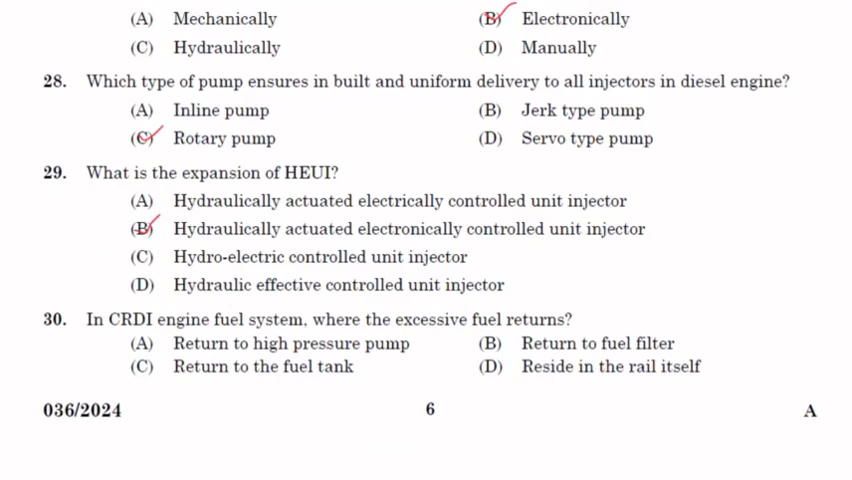 (A) Mechanically (B) Electronically
(C) Hydraulically (D) Manually
28. Which type of pump ensures in built and uniform delivery to all injectors in diesel engine?
(A) Inline pump (B) Jerk type pump
(C) Rotary pump (D) Servo type pump
29. What is the expansion of HEUI?
(A) Hydraulically actuated electrically controlled unit injector
(B) Hydraulically actuated electronically controlled unit injector
(C) Hydro-electric controlled unit injector
(D) Hydraulic effective controlled unit injector
30. In CRDI engine fuel system, where the excessive fuel returns?
(A) Return to high pressure pump (B) Return to fuel filter
(C) Return to the fuel tank (D) Reside in the rail itself
036/2024 6 A